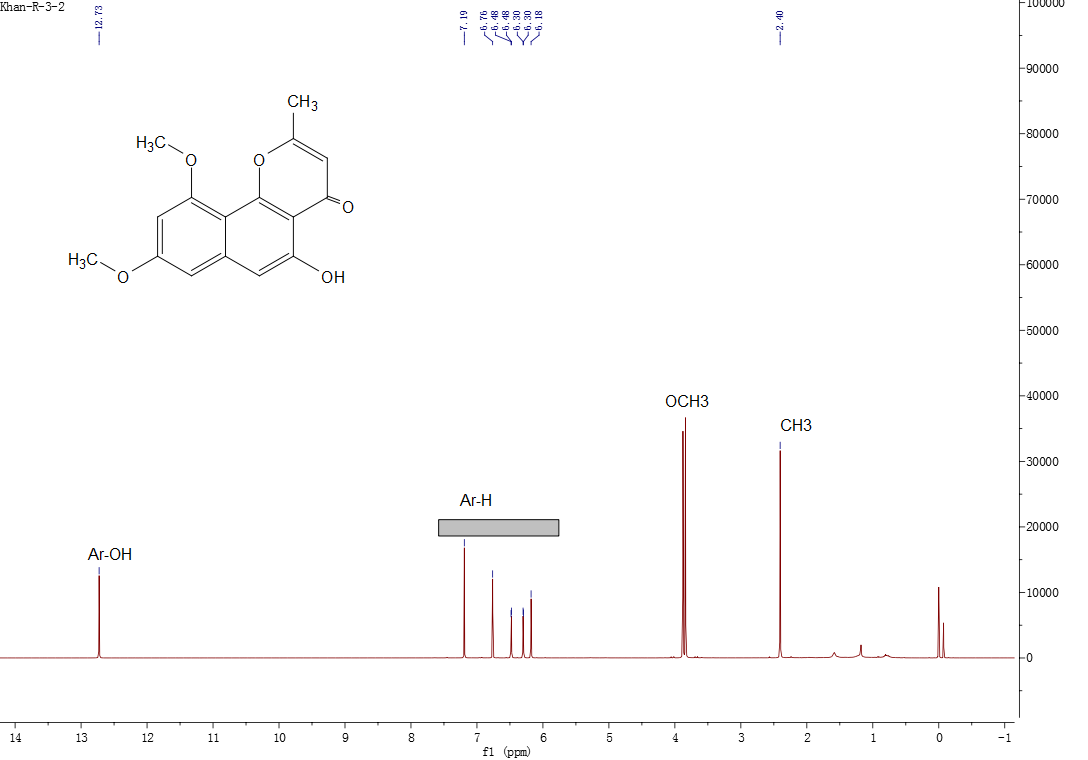 Khan-R-3-2
12.73
7.19
6.76
6.48
6.48
6.30
6.30
6.18
2.40
100000
90000
80000
70000
60000
50000
40000
30000
20000
10000
0
CH3
H3C
O
O
O
H3C
O
OH
OCH3
CH3
Ar-H
Ar-OH
14 13 12 11 10 9 8 7 6 5 4 3 2 1 0 -1
f1 (ppm)